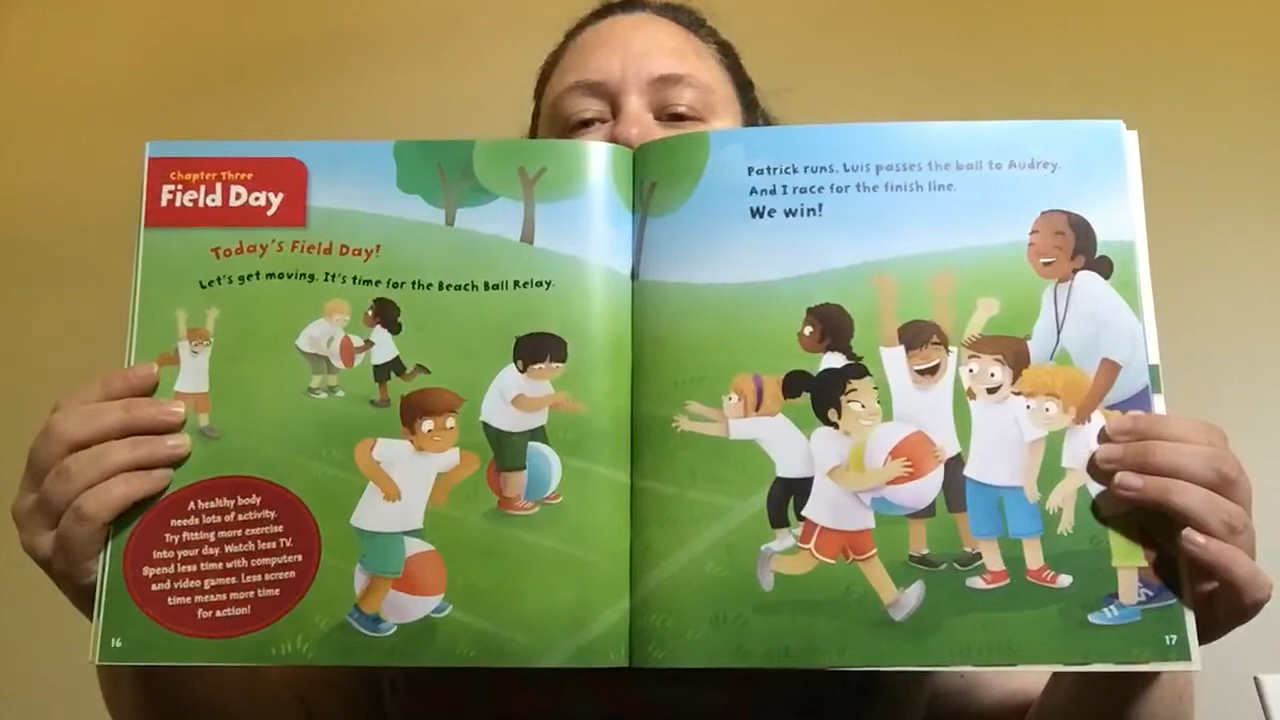 Chapter Three
Field Day
Today's Field Day!
Let's get moving. It's time for the Beach Ball Relay.
A healthy body
needs lots of activity.
Try fitting more exercise
into your day. Watch less TV.
Spend less time with computers
and video games. Less screen
time means more time
for action!
16
Patrick runs. Luis passes the ball to Audrey.
And I race for the finish line.
We win!
17